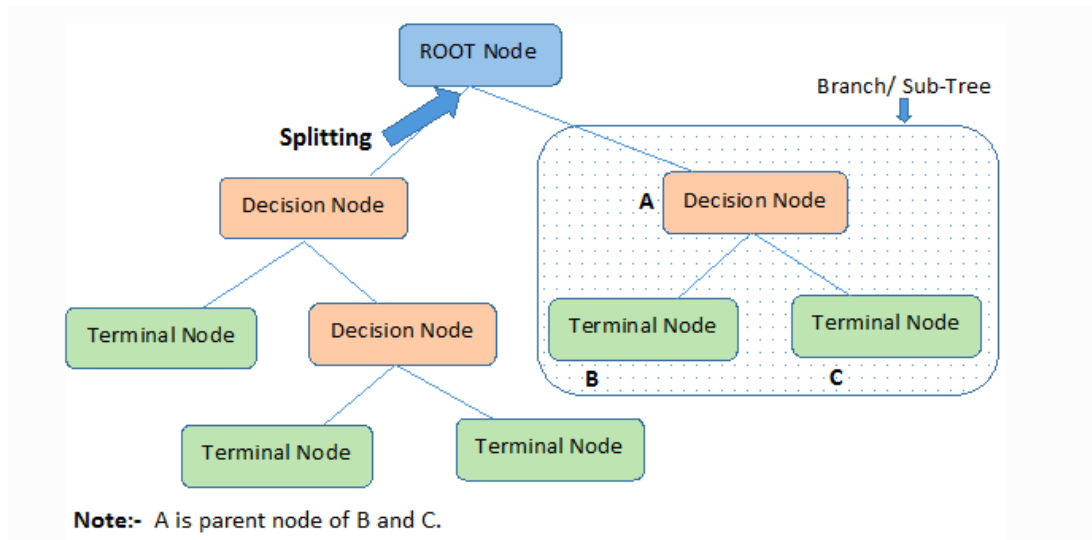 ROOT Node
Branch/ Sub-Tree
Splitting
Decision Node
A
Decision Node
Terminal Node
Decision Node
Terminal Node
Terminal Node
B
C
Terminal Node
Terminal Node
Note:- A is parent node of B and C.